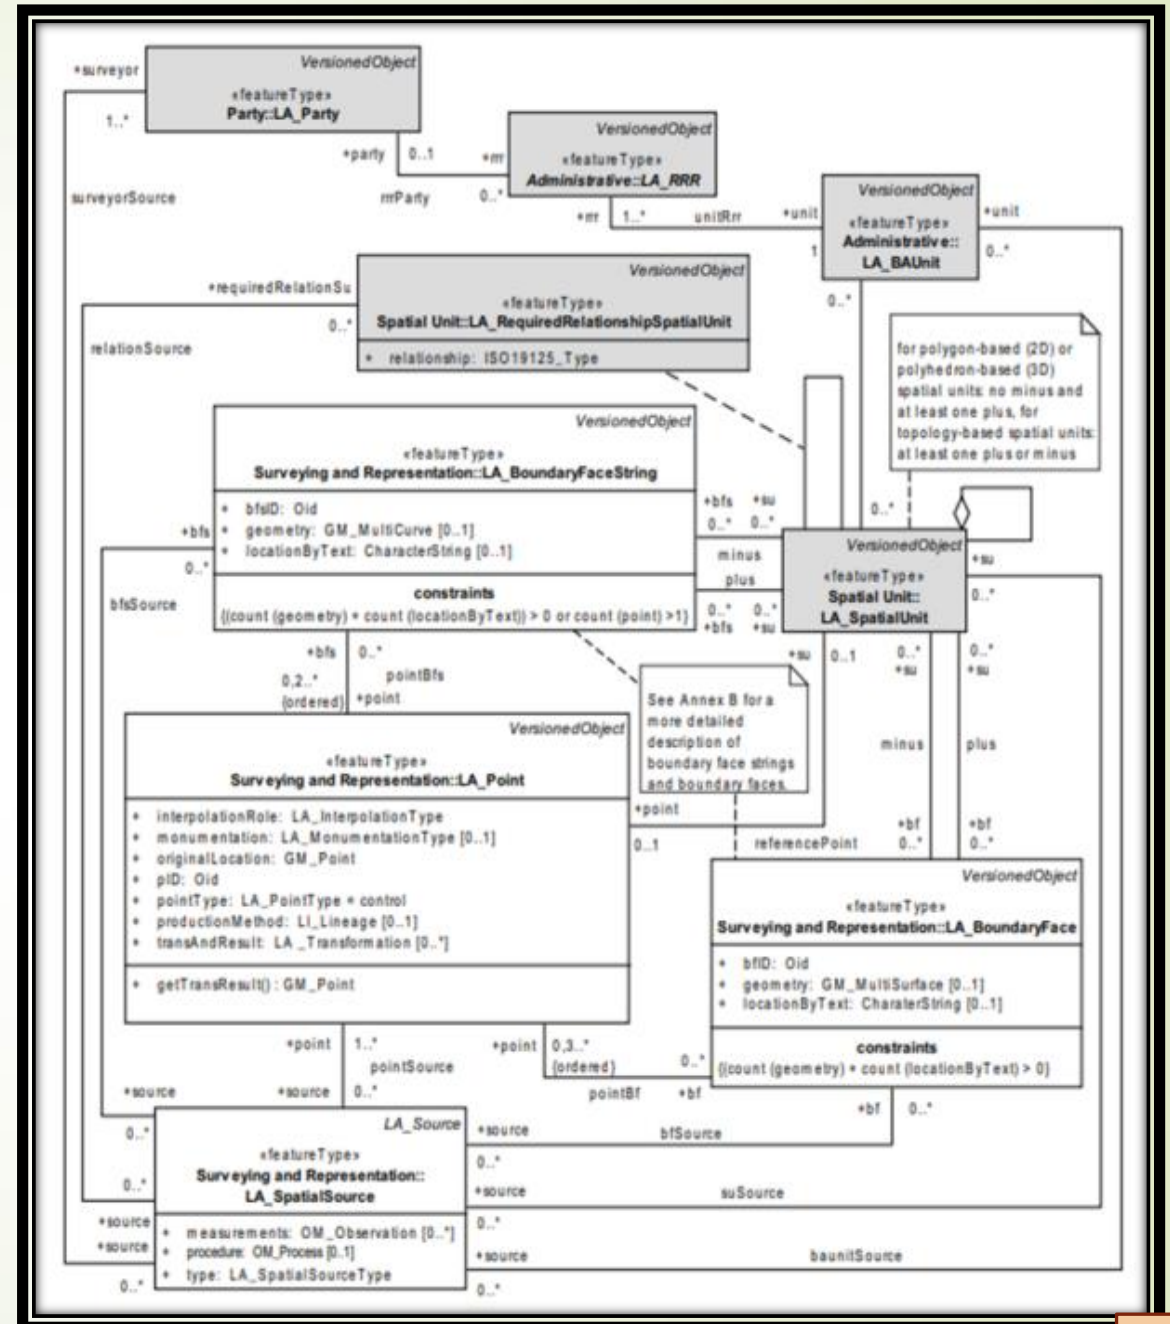 VersionedObject
«featureType»
Party::LA_Party
+surveyor
1..*
surveyorSource
+party
0..1
rrrParty
+rrr
0..*
VersionedObject
«featureType»
Administrative::LA_RRR
+rrr
1..*
unitRrr
+unit
1
VersionedObject
«featureType»
Administrative::
LA_BAUnit
+unit
0..*
0..*
VersionedObject
«featureType»
Spatial Unit::LA_RequiredRelationshipSpatialUnit
+ relationship: ISO19125_Type
+requiredRelationSu
0..*
relationSource
for polygon-based (2D) or
polyhedron-based (3D)
spatial units: no minus and
at least one plus, for
topology-based spatial units:
at least one plus or minus
VersionedObject
«featureType»
Surveying and Representation::LA_BoundaryFaceString
+ bfsID: Oid
+ geometry: GM_MultiCurve [0..1]
+ locationByText: CharacterString [0..1]
constraints
{(count (geometry) + count (locationByText)) > 0 or count (point) >1}
+bfs
0..*
bfsSource
+bfs +su
0..* 0..*
minus
plus
0..* 0..*
+bfs +su
0..*
VersionedObject
«featureType»
Spatial Unit::
LA_SpatialUnit
+su
0..*
+su 0..1
0..* 0..*
+su +su
+bfs 0..*
0,2..* pointBfs
{ordered} +point
See Annex B for a
more detailed
description of
boundary face strings
and boundary faces.
minus plus
+bf +bf
0..* 0..*
VersionedObject
«featureType»
Surveying and Representation::LA_Point
+ interpolationRole: LA_InterpolationType
+ monumentation: LA_MonumentationType [0..1]
+ originalLocation: GM_Point
+ pID: Oid
+ pointType: LA_PointType = control
+ productionMethod: LI_Lineage [0..1]
+ transAndResult: LA_Transformation [0..*]
+ getTransResult() : GM_Point
+point
0..1
referencePoint
VersionedObject
«featureType»
Surveying and Representation::LA_BoundaryFace
+ bfID: Oid
+ geometry: GM_MultiSurface [0..1]
+ locationByText: CharaterString [0..1]
constraints
{(count (geometry) + count (locationByText) > 0}
+point 1..*
pointSource
+source 0..*
+point 0,3..*
{ordered}
pointBf
0..*
+bf
+bf 0..*
+source
0..*
0..*
+source
+source
0..*
LA_Source
«featureType»
Surveying and Representation::
LA_SpatialSource
+ measurements: OM_Observation [0..*]
+ procedure: OM_Process [0..1]
+ type: LA_SpatialSourceType
+source
0..*
bfSource
+source
0..*
suSource
+source
0..*
baunitSource